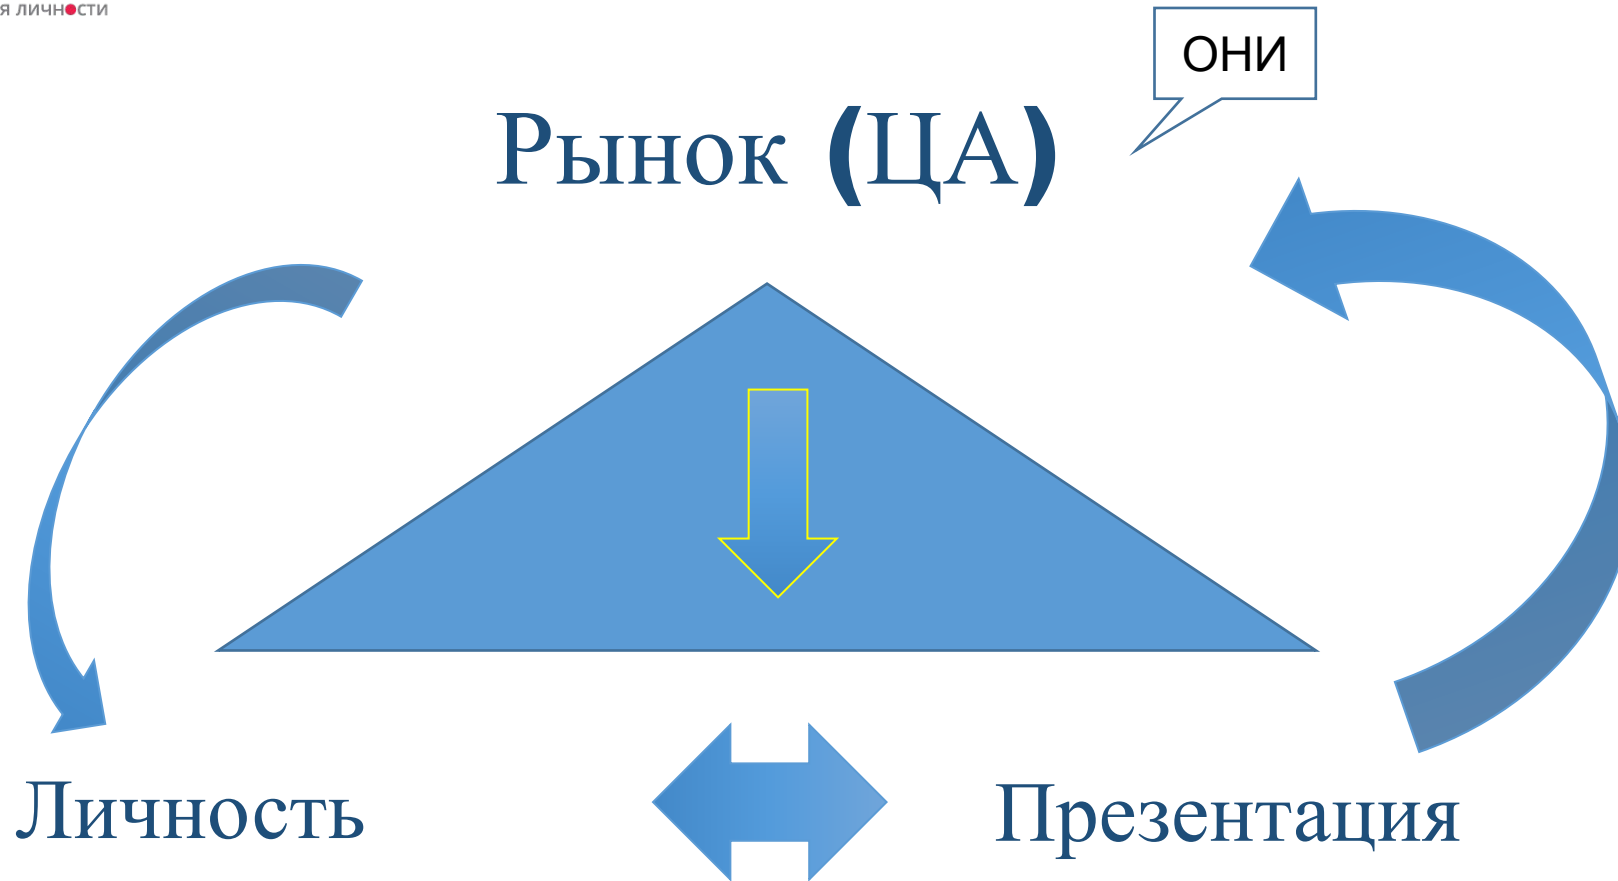 я личности
ОНИ
Рынок (ЦА)
Личность
Презентация